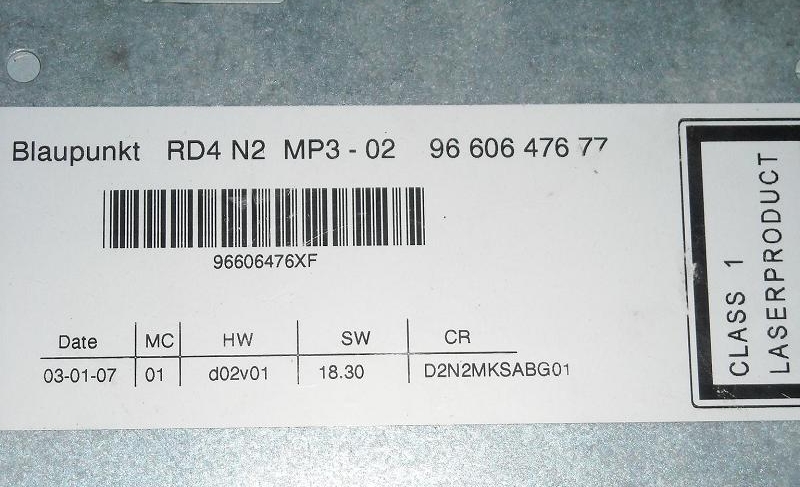 Blaupunkt RD4 N2 MP3 - 02 96 606 476 77
96606476XF
Date MC HW SW CR
03-01-07 01 d02v01 18.30 D2N2MKSABG01
CLASS 1
LASERPRODUCT